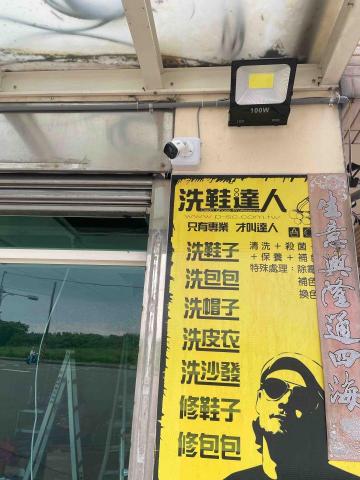 100W
洗鞋達人
www.p-sc.com.tw
只有專業 才叫達人
洗鞋子
洗包包
洗帽子
洗皮衣
洗沙發
修鞋子
修包包
清洗+殺菌
+保養+補色
特殊處理:除霉
補色
換色
生意興隆通四海